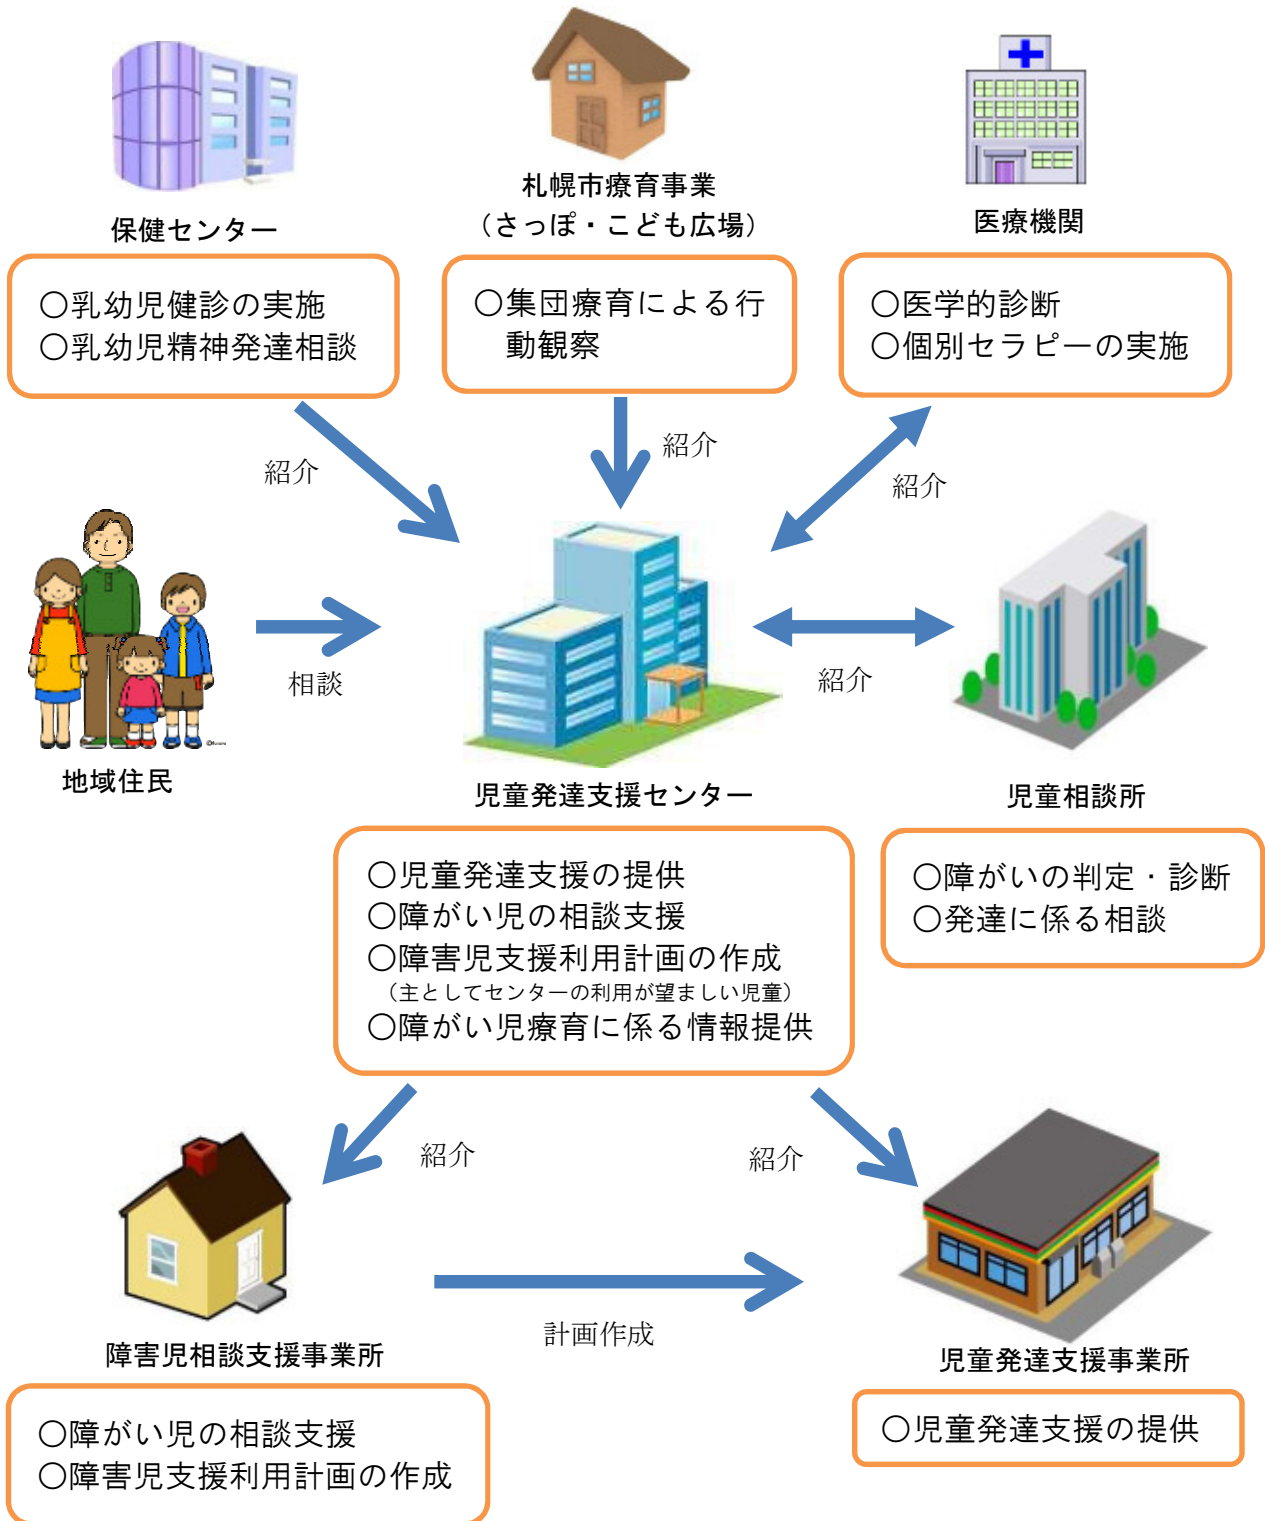 保健センター
○乳幼児健診の実施
○乳幼児精神発達相談
札幌市療育事業
（さっぽ・こども広場）
○集団療育による行
動観察
医療機関
○医学的診断
○個別セラピーの実施
紹介
紹介
紹介
相談
地域住民
児童発達支援センター
○児童発達支援の提供
○障がい児の相談支援
○障害児支援利用計画の作成
（主としてセンターの利用が望ましい児童）
○障がい児療育に係る情報提供
紹介
児童相談所
○障がいの判定・診断
○発達に係る相談
紹介
紹介
計画作成
障害児相談支援事業所
○障がい児の相談支援
○障害児支援利用計画の作成
児童発達支援事業所
○児童発達支援の提供